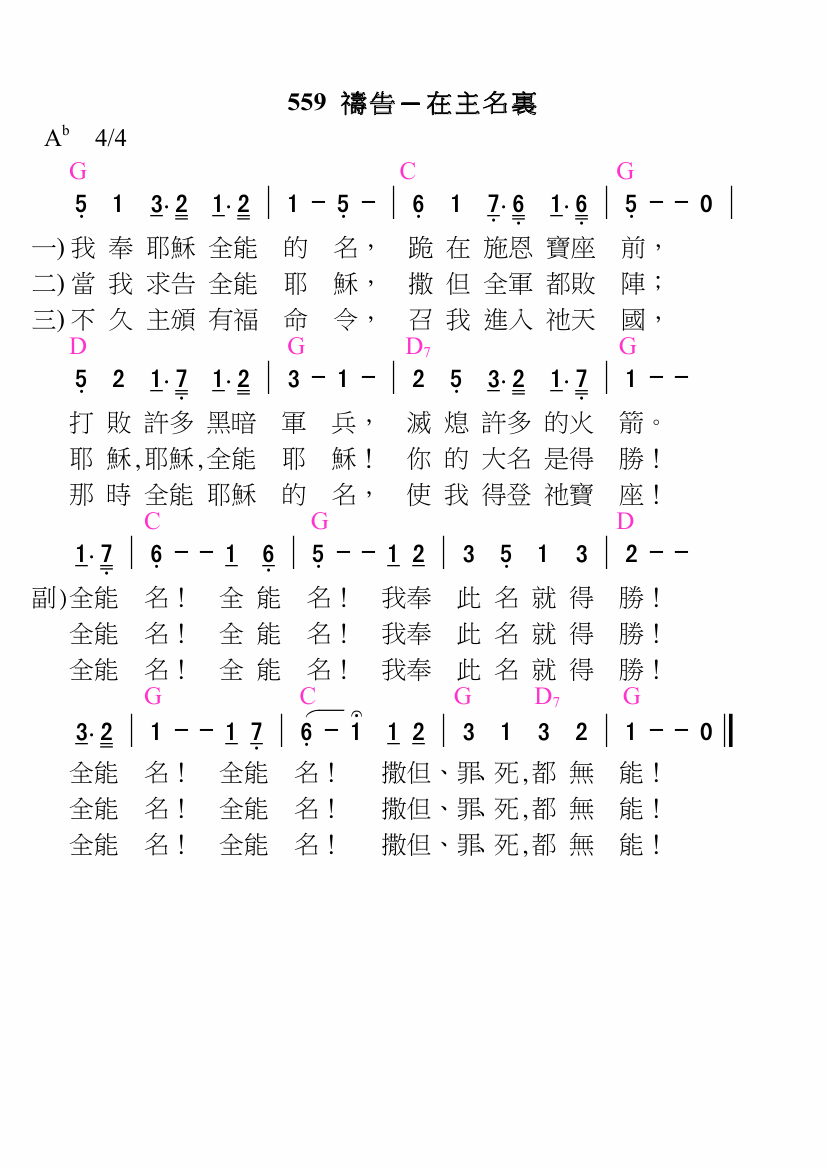 559 禱告－在主名裏
A♭ 4/4
G C G
5 1 3· 2 1· 2 | 1 － 5 － | 6 1 7· 6 1· 6 | 5 － － 0 |
一) 我 奉 耶穌 全能 的 名， 跪 在 施恩 寶座 前，
二) 當 我 求告 全能 耶 穌， 撒 但 全軍 都敗 陣；
三) 不 久 主頒 有福 命 令， 召 我 進入 祂天 國，
D G D7 G
5 2 1· 7 1· 2 | 3 － 1 － | 2 5 3· 2 1· 7 | 1 － －
打 敗 許多 黑暗 軍 兵， 滅 熄 許多 的火 箭。
耶 穌,耶穌,全能 耶 穌！ 你 的 大名 是得 勝！
那 時 全能 耶穌 的 名， 使 我 得登 祂寶 座！
C G D
1· 7 | 6 － － 1 6 | 5 － － 1 2 | 3 5 1 3 | 2 － －
副)全能 名！ 全 能 名！ 我奉 此 名 就 得 勝！
全能 名！ 全 能 名！ 我奉 此 名 就 得 勝！
全能 名！ 全 能 名！ 我奉 此 名 就 得 勝！
G C G D7 G
3· 2 | 1 － － 1 7 | 6 － 1 1 2 | 3 1 3 2 | 1 － － 0
全能 名！ 全能 名！ 撒但、罪、死,都 無 能！
全能 名！ 全能 名！ 撒但、罪、死,都 無 能！
全能 名！ 全能 名！ 撒但、罪、死,都 無 能！